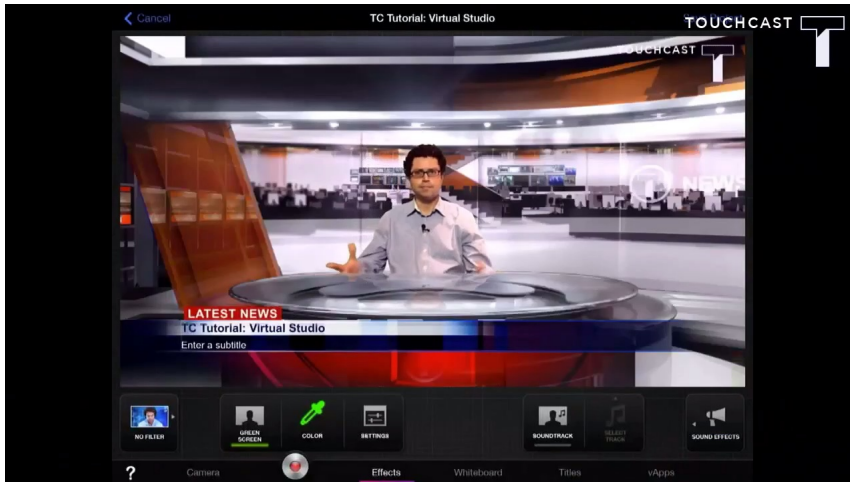 Cancel
TC Tutorial: Virtual Studio
TOUCHCAST
TOUCHCAST
NEWS
LATEST NEWS
TC Tutorial: Virtual Studio
Enter a subtitle
NO FILTER
GREEN
SCREEN
COLOR
SETTINGS
SOUNDTRACK
SELECT
TRACK
SOUND EFFECTS
?
Camera
Effects
Whiteboard
Titles
vApps